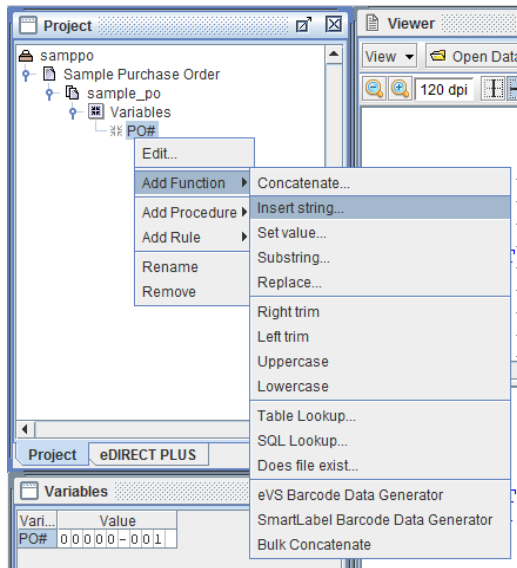 Project
samppo
Sample Purchase Order
sample_po
Variables
PO#
Edit...
Add Function
Add Procedure
Add Rule
Rename
Remove
Concatenate...
Insert string...
Set value...
Substring...
Replace...
Right trim
Left trim
Uppercase
Lowercase
Table Lookup...
SQL Lookup...
Does file exist...
eVS Barcode Data Generator
SmartLabel Barcode Data Generator
Bulk Concatenate
Project eDIRECT PLUS
Variables
Vari... Value
PO# 00000-001
Viewer
View Open Data
120 dpi